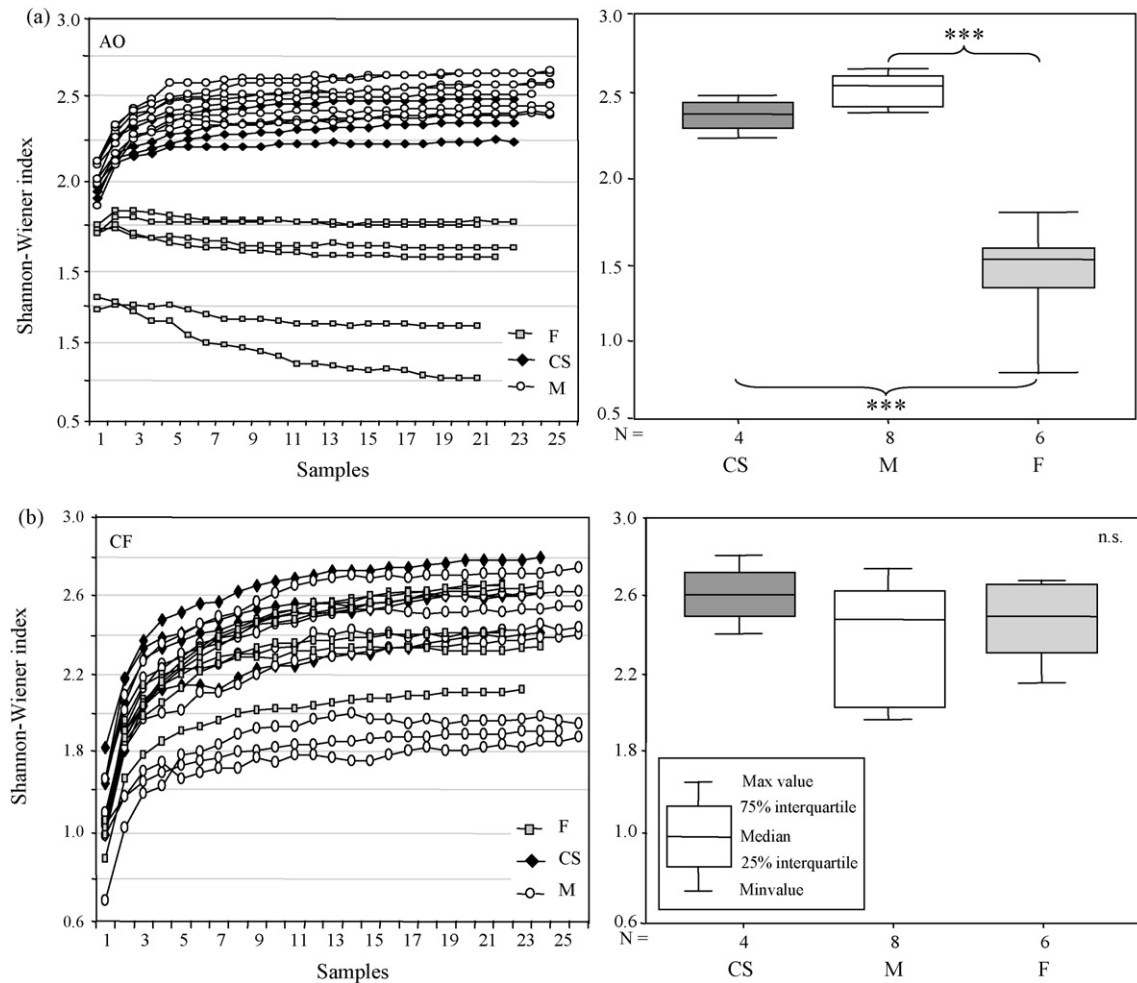 (a)
AO
Shannon-Wiener index
3.0
2.5
2.0
1.5
1.5
0.5
F
CS
M
1 3 5 7 9 11 13 15 17 19 21 23 25
Samples
3.0
2.5
2.0
1.5
1.0
0.5
***
***
N =
4 8 6
CS M F
(b)
CF
Shannon-Wiener index
3.0
2.6
2.2
1.8
1.0
0.6
F
CS
M
1 3 5 7 9 11 13 15 17 19 21 23 25
Samples
3.0
2.6
2.2
1.8
1.0
0.6
n.s.
Max value
75% interquartile
Median
25% interquartile
Minvalue
N =
4 8 6
CS M F